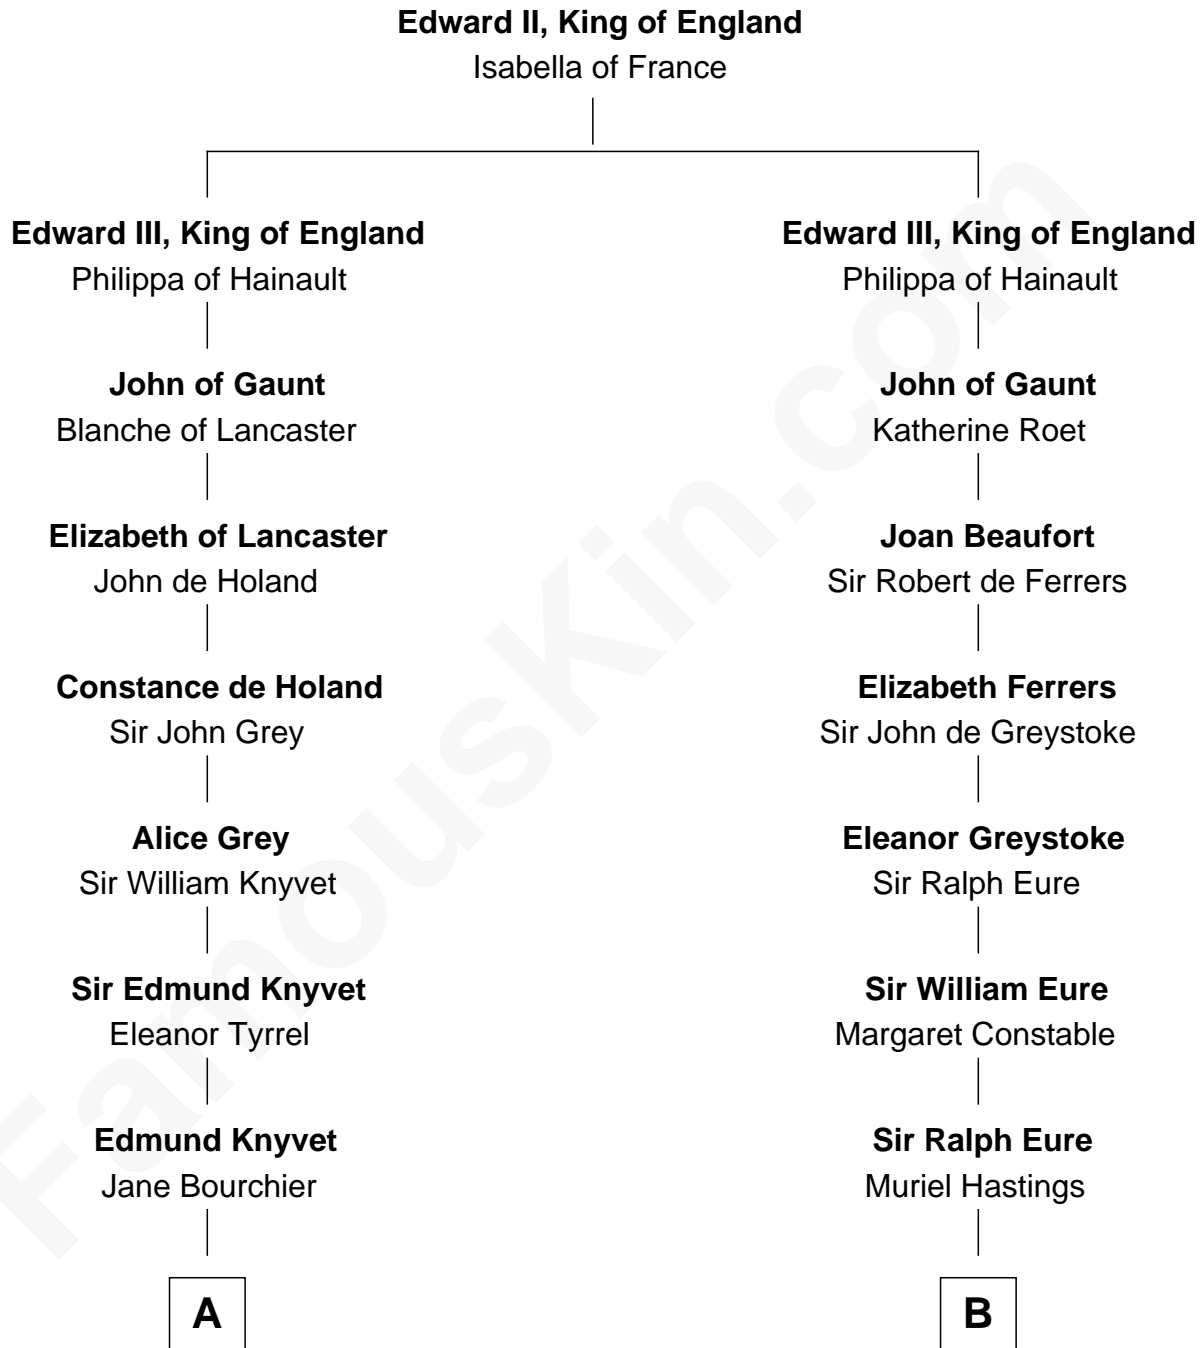 Edward II, King of England
Isabella of France
Edward III, King of England
Philippa of Hainault
Edward III, King of England
Philippa of Hainault
John of Gaunt
Blanche of Lancaster
John of Gaunt
Katherine Roet
Elizabeth of Lancaster
John de Holand
Joan Beaufort
Sir Robert de Ferrers
Constance de Holand
Sir John Grey
Elizabeth Ferrers
Sir John de Greystoke
Alice Grey
Sir William Knyvet
Eleanor Greystoke
Sir Ralph Eure
Sir Edmund Knyvet
Eleanor Tyrrel
Sir William Eure
Margaret Constable
Edmund Knyvet
Jane Bourchier
Sir Ralph Eure
Muriel Hastings
A
B
FamousKin.com